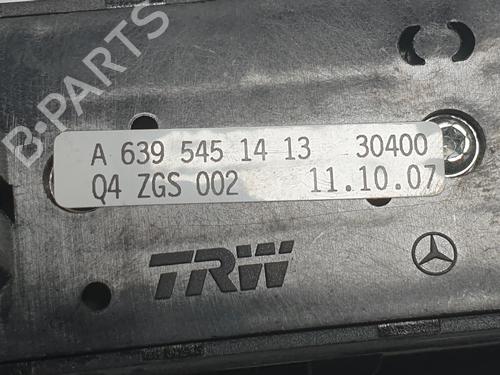 B-PARTS
A 639 545 14 13 30400
Q4 ZGS 002 11.10.07
TRW